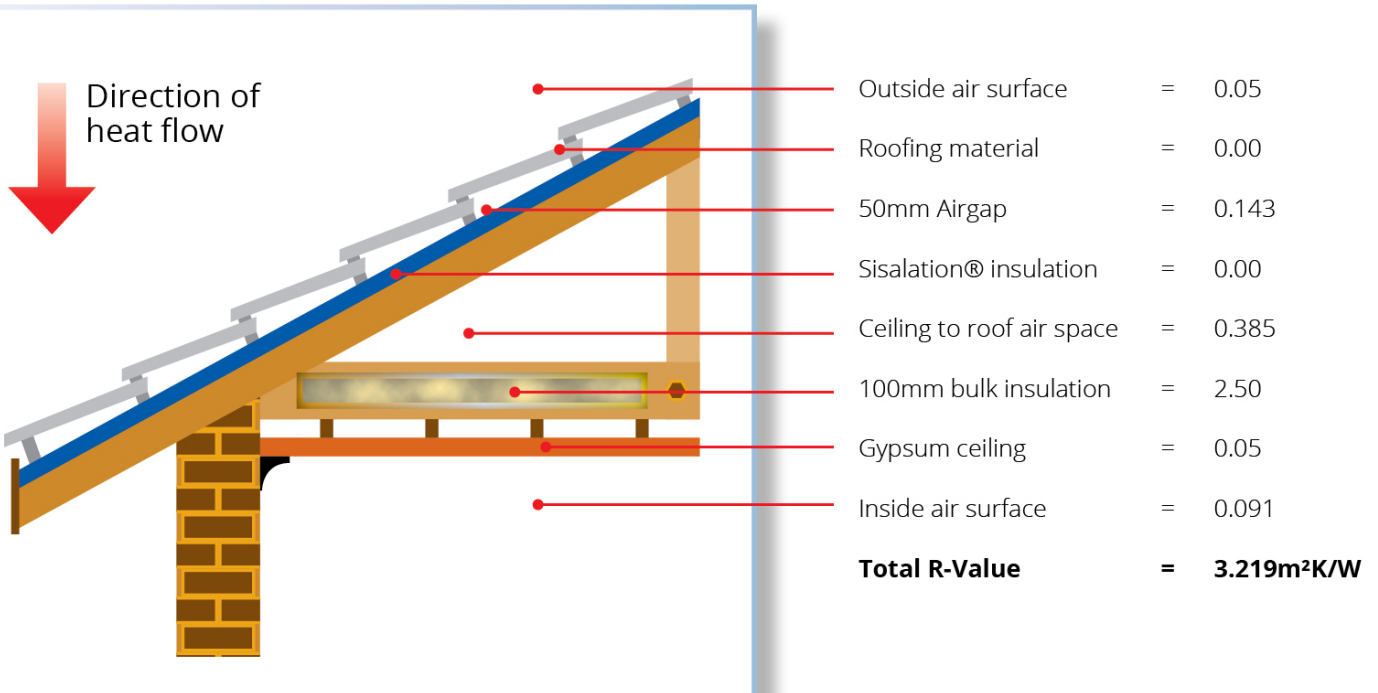 Direction of
heat flow
Outside air surface = 0.05
Roofing material = 0.00
50mm Airgap = 0.143
Sisalation® insulation = 0.00
Ceiling to roof air space = 0.385
100mm bulk insulation = 2.50
Gypsum ceiling = 0.05
Inside air surface = 0.091
Total R-Value = 3.219m²K/W